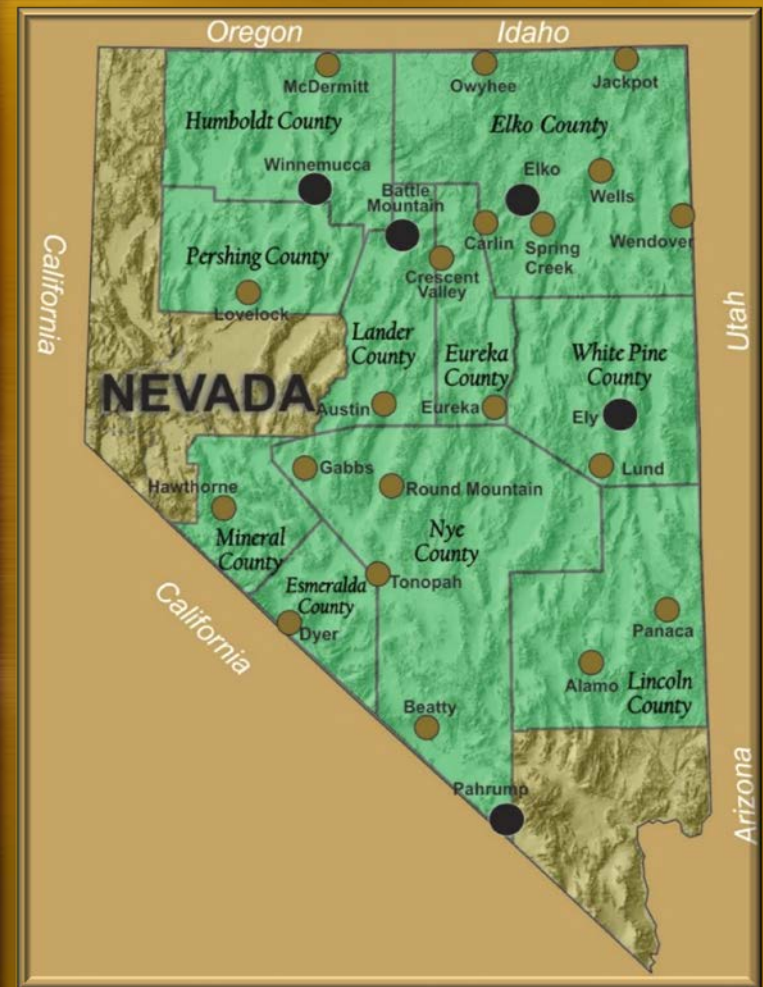 Oregon
Idaho
McDermitt
Owyhee
Jackpot
Humboldt County
Elko County
Winnemucca
Elko
Wells
Battle
Mountain
Carlin
Spring
Creek
Wendover
Pershing County
Crescent
Valley
Lovelock
California
Utah
Lander
County
Eureka
County
White Pine
County
NEVADA
Austin
Eureka
Ely
Gabbs
Lund
Hawthorne
Round Mountain
Mineral
County
Nye
County
Esmeralda
County
Tonopah
California
Dyer
Panaca
Alamo
Lincoln
County
Beatty
Pahrump
Arizona